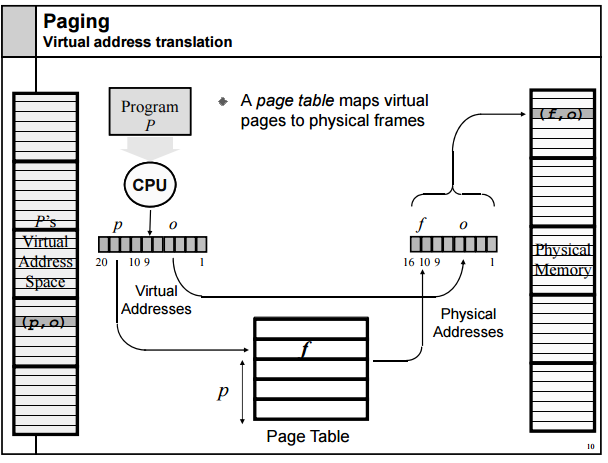 Paging
Virtual address translation
Program
P
A page table maps virtual
pages to physical frames
CPU
(f,o)
p o
f o
P's
Virtual
Address
Space
20 10 9 1
16 10 9 1
Physical
Memory
Virtual
Addresses
(p,o)
Physical
Addresses
f
p
Page Table
10